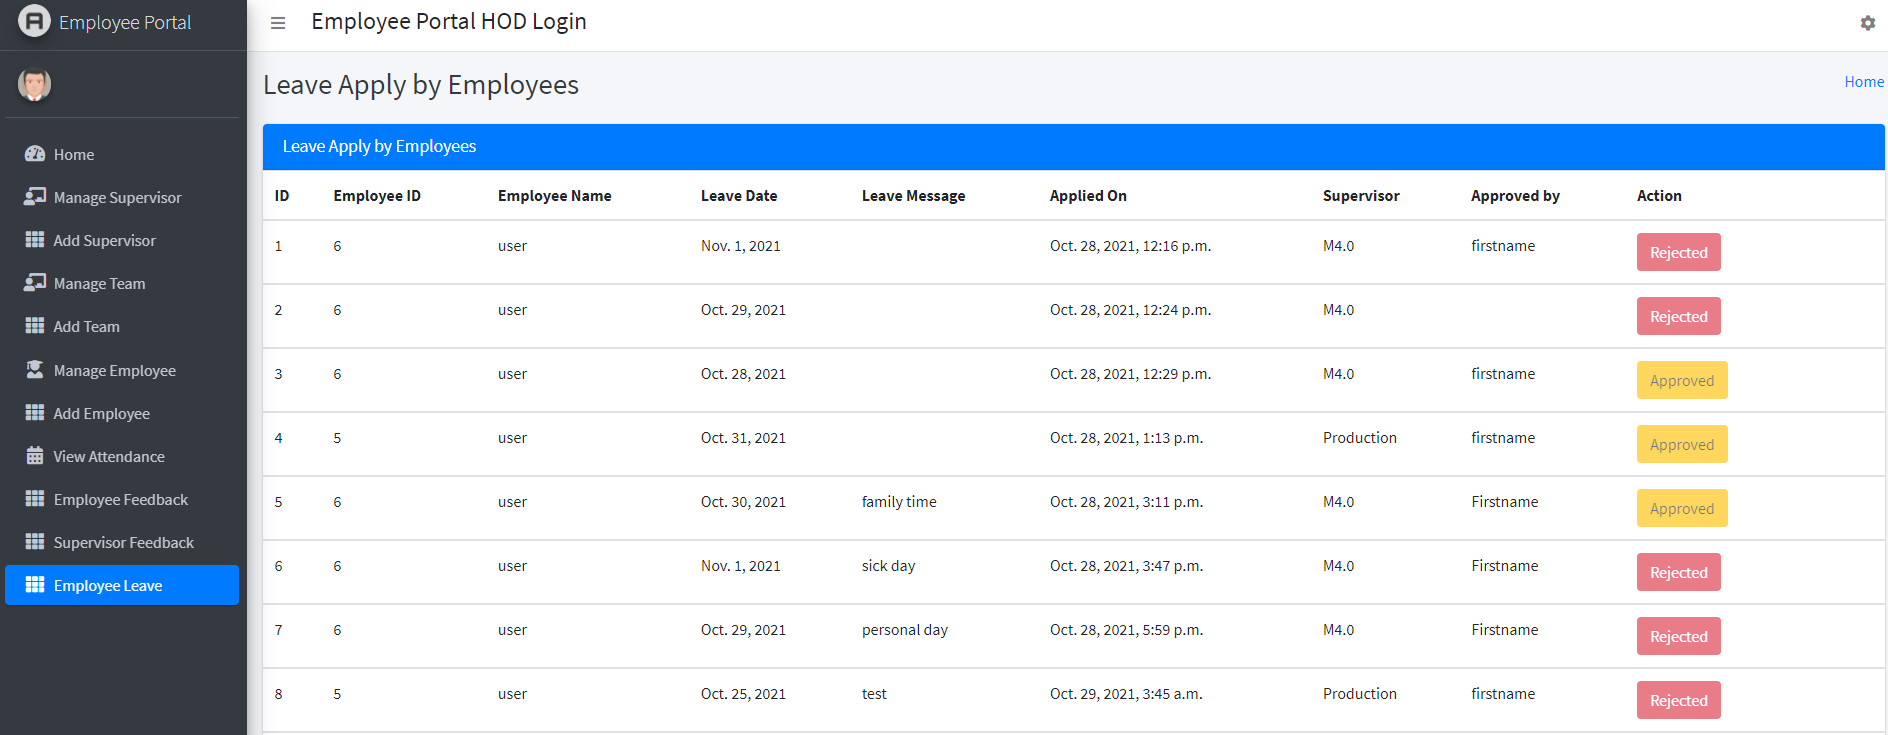 Employee Portal
Employee Portal HOD Login
Leave Apply by Employees
Home
Home
Manage Supervisor
Add Supervisor
Manage Team
Add Team
Manage Employee
Add Employee
View Attendance
Employee Feedback
Supervisor Feedback
Employee Leave
Leave Apply by Employees
ID Employee ID Employee Name Leave Date Leave Message Applied On Supervisor Approved by Action
1 6 user Nov. 1, 2021 Oct. 28, 2021, 12:16 p.m. M4.0 firstname Rejected
2 6 user Oct. 29, 2021 Oct. 28, 2021, 12:24 p.m. M4.0 Rejected
3 6 user Oct. 28, 2021 Oct. 28, 2021, 12:29 p.m. M4.0 firstname Approved
4 5 user Oct. 31, 2021 Oct. 28, 2021, 1:13 p.m. Production firstname Approved
5 6 user Oct. 30, 2021 family time Oct. 28, 2021, 3:11 p.m. M4.0 Firstname Approved
6 6 user Nov. 1, 2021 sick day Oct. 28, 2021, 3:47 p.m. M4.0 Firstname Rejected
7 6 user Oct. 29, 2021 personal day Oct. 28, 2021, 5:59 p.m. M4.0 Firstname Rejected
8 5 user Oct. 25, 2021 test Oct. 29, 2021, 3:45 a.m. Production firstname Rejected